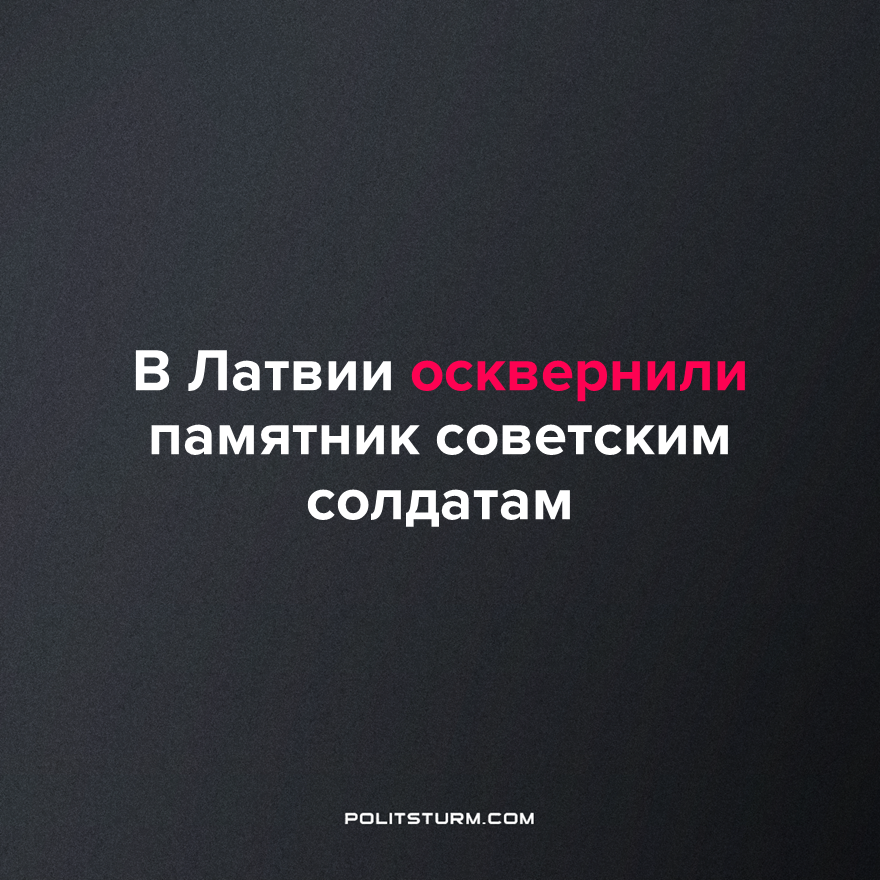 В Латвии осквернили
памятник советским
солдатам
POLITSTURM.COM